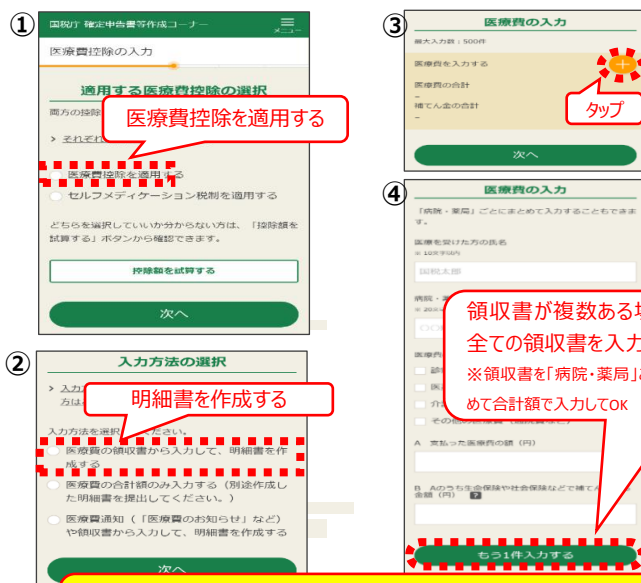 ①
国税庁 確定申告書等作成コーナー
メニュー
医療費控除の入力
適用する医療費控除の選択
両方の控除
医療費控除を適用する
> それぞれ
医療費控除を適用する
セルフメディケーション税制を適用する
どちらを選択していいか分からない方は、「控除額を
試算する」ボタンから確認できます。
控除額を試算する
次へ
②
入力方法の選択
> 入力
方は
明細書を作成する
入力方法を選択
ください。
医療費の領収書から入力して、明細書を作
成する
医療費の合計額のみ入力する（別途作成し
た明細書を提出してください。）
医療費通知（「医療費のお知らせ」など）
や領収書から入力して、明細書を作成する
次へ
③
医療費の入力
最大入力数：500件
医療費を入力する
医療費の合計
–
補てん金の合計
–
タップ
次へ
④
医療費の入力
「病院・薬局」ごとにまとめて入力することもできま
す。
医療を受けた方の氏名
※ 10文字以内
国税太郎
病院・
領収書が複数ある
全ての領収書を入力
※領収書を「病院・薬局」
めて合計額で入力してOK
医療費
A 支払った医療費の額（円）
B Aのうち生命保険や社会保険などで補て
金額（円） ?
もう1件入力する